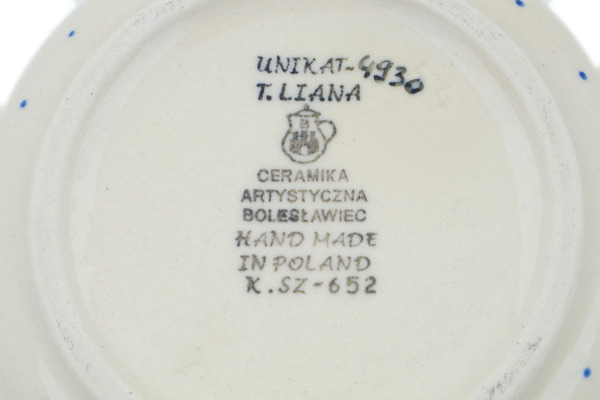 UNIKAT-4930
T. LIANA
CERAMIKA
ARTYSTYCZNA
BOLESŁAWIEC
HAND MADE
IN POLAND
K.SZ-652